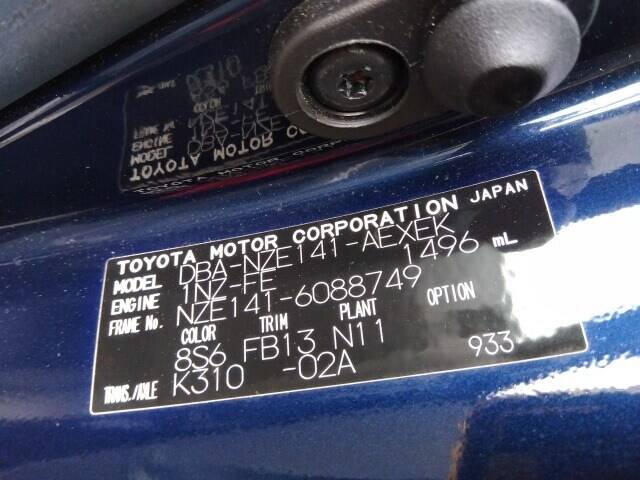 TOYOTA MOTOR CORPORATION JAPAN
MODEL DBA-NZE141-AEXEK
ENGINE 1NZ-FE 1496 mL
FRAME No. NZE141-6088749
COLOR TRIM PLANT OPTION
8S6 FB13 N11
TRANS./AXLE K310 -02A 933